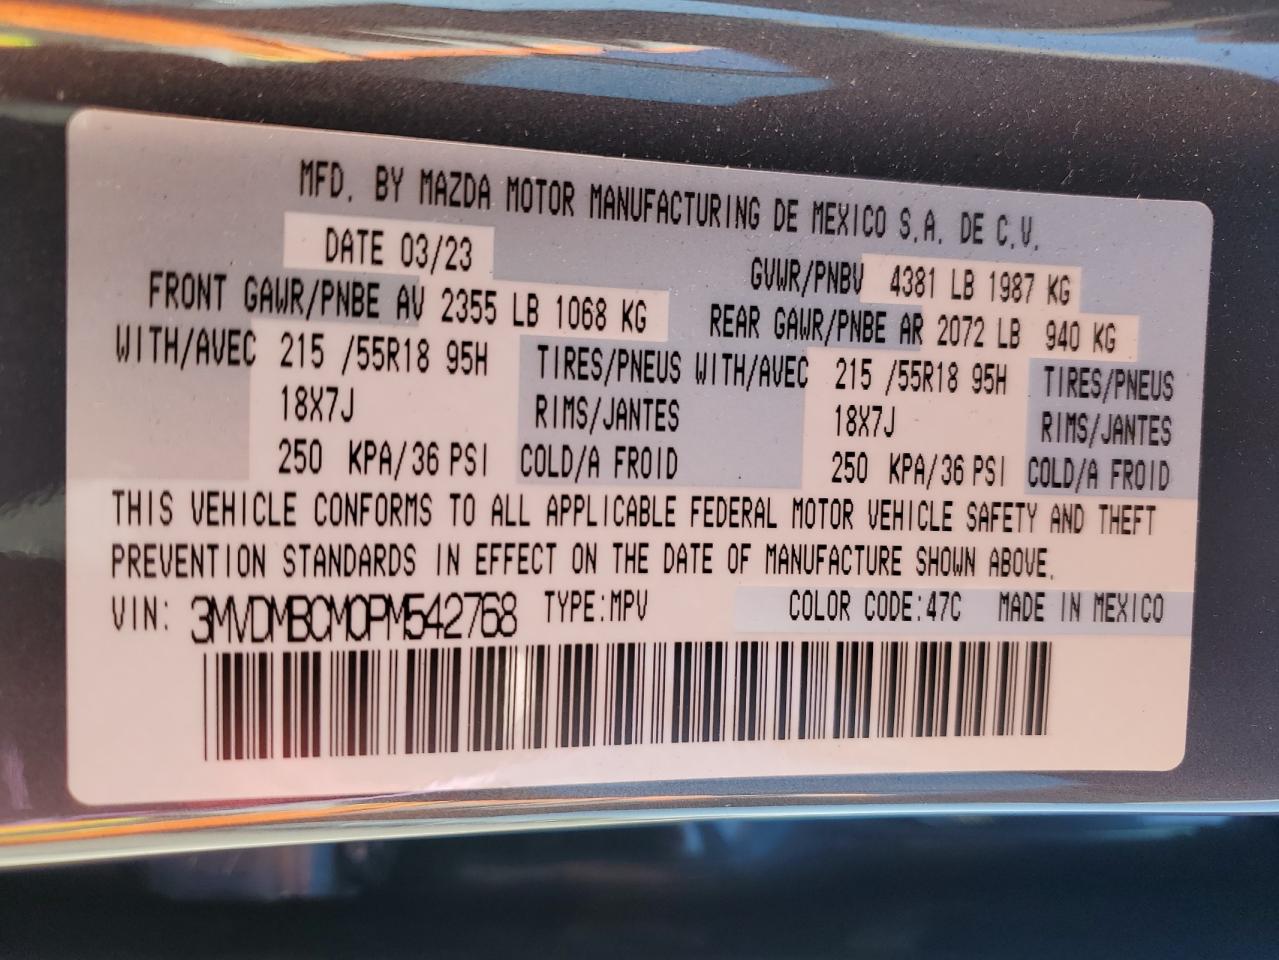 MFD. BY MAZDA MOTOR MANUFACTURING DE MEXICO S.A. DE C.V.
DATE 03/23 GVWR/PNBV 4381 LB 1987 KG
FRONT GAWR/PNBE AV 2355 LB 1068 KG REAR GAWR/PNBE AR 2072 LB 940 KG
WITH/AVEC 215 /55R18 95H TIRES/PNEUS WITH/AVEC 215 /55R18 95H TIRES/PNEUS
18X7J RIMS/JANTES 18X7J RIMS/JANTES
250 KPA/36 PSI COLD/A FROID 250 KPA/36 PSI COLD/A FROID
THIS VEHICLE CONFORMS TO ALL APPLICABLE FEDERAL MOTOR VEHICLE SAFETY AND THEFT
PREVENTION STANDARDS IN EFFECT ON THE DATE OF MANUFACTURE SHOWN ABOVE.
VIN: 3MVDMBCM0PM542768 TYPE:MPV COLOR CODE:47C MADE IN MEXICO